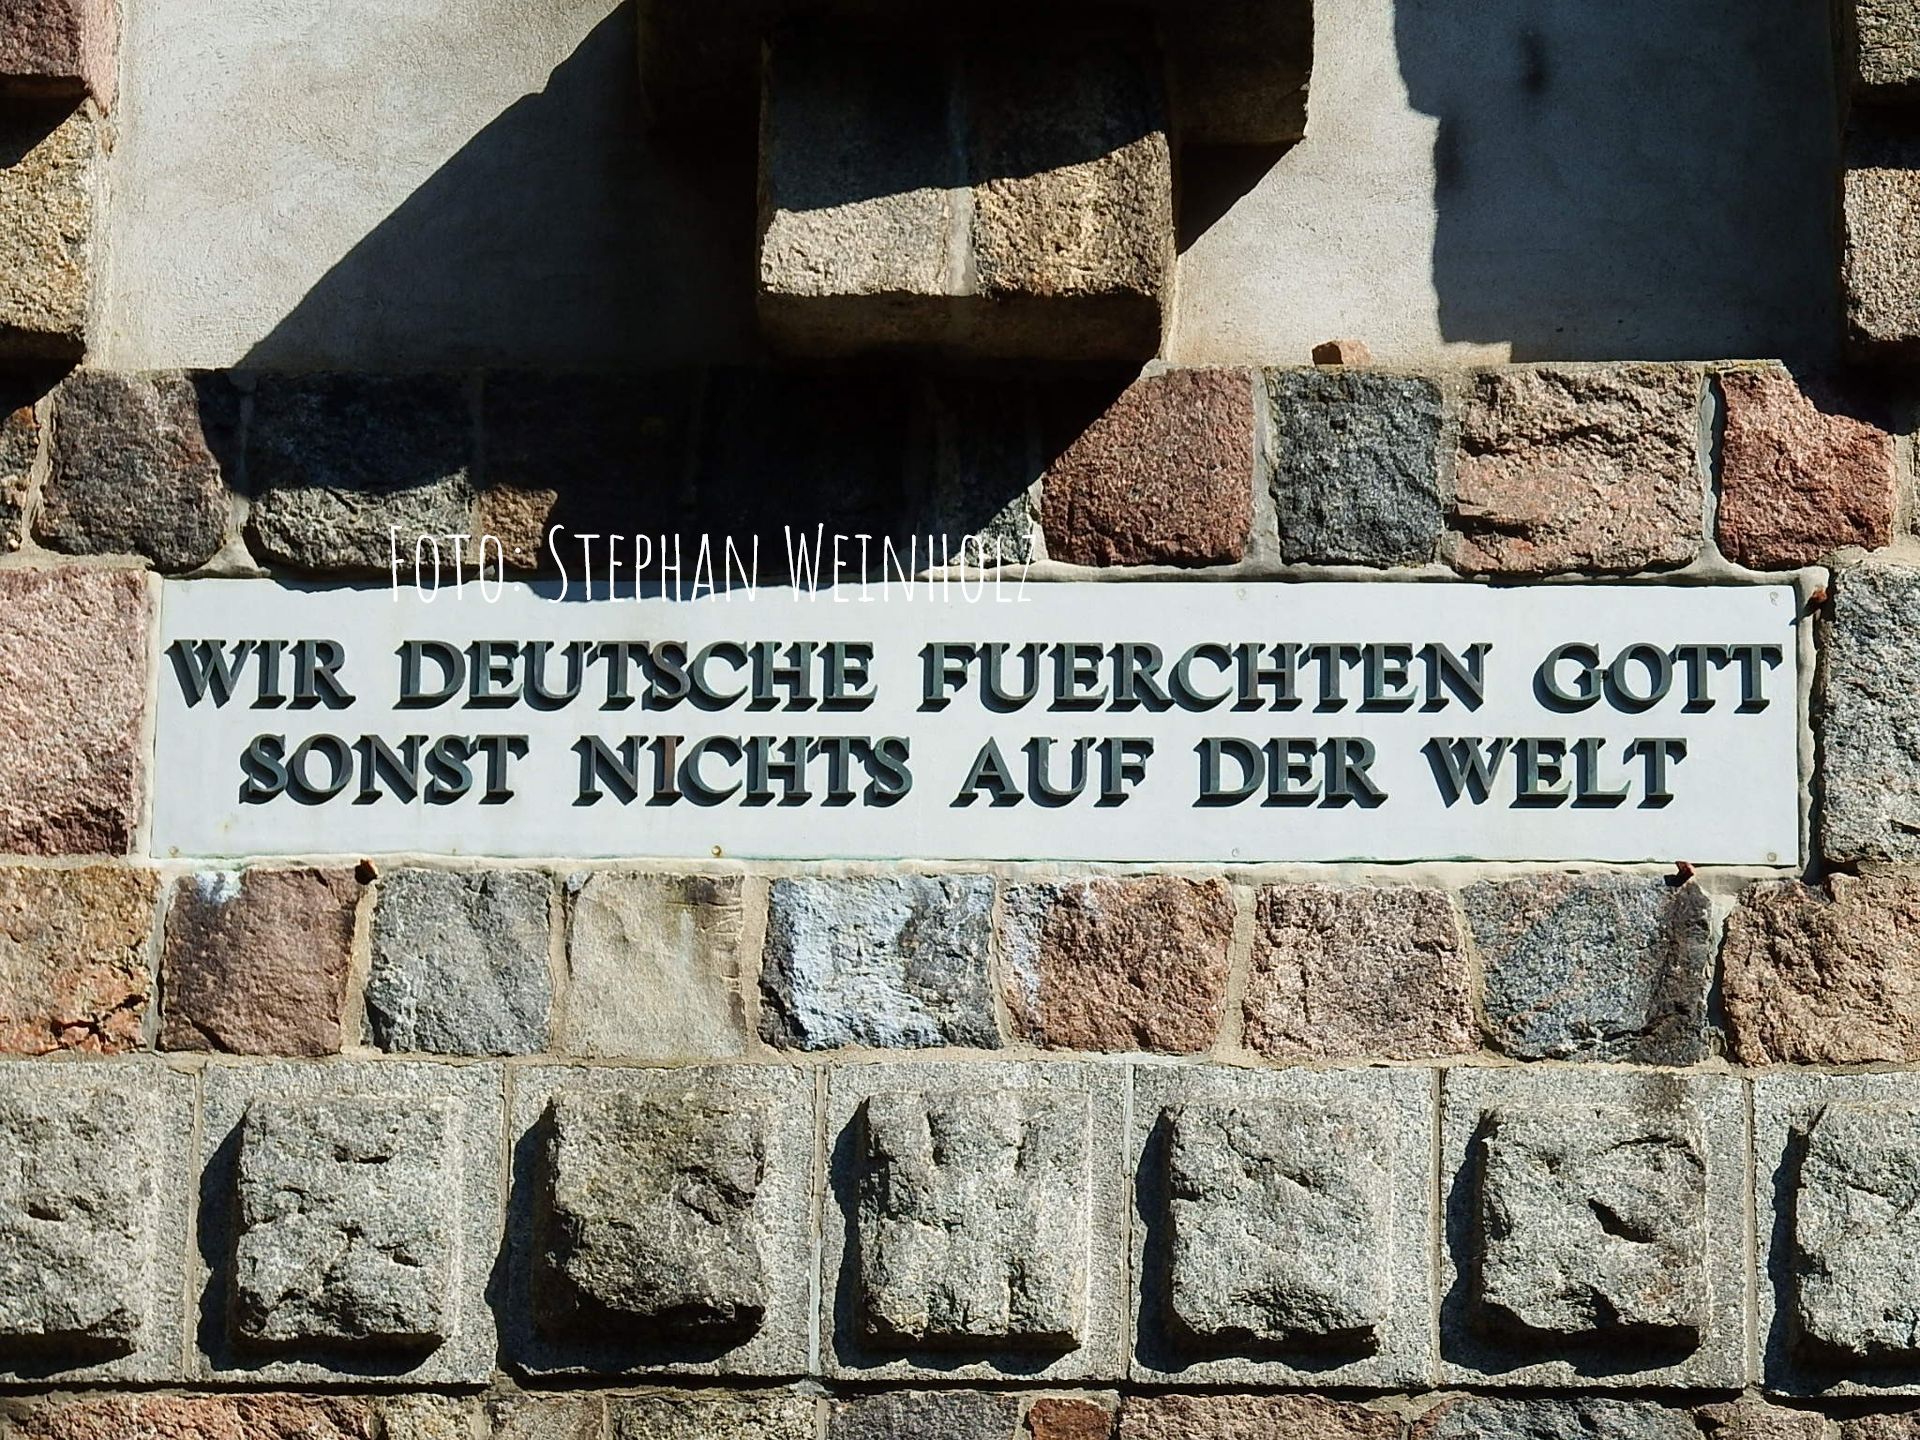 Foto: Stephan Weinholz
WIR DEUTSCHE FUERCHTEN GOTT
SONST NICHTS AUF DER WELT